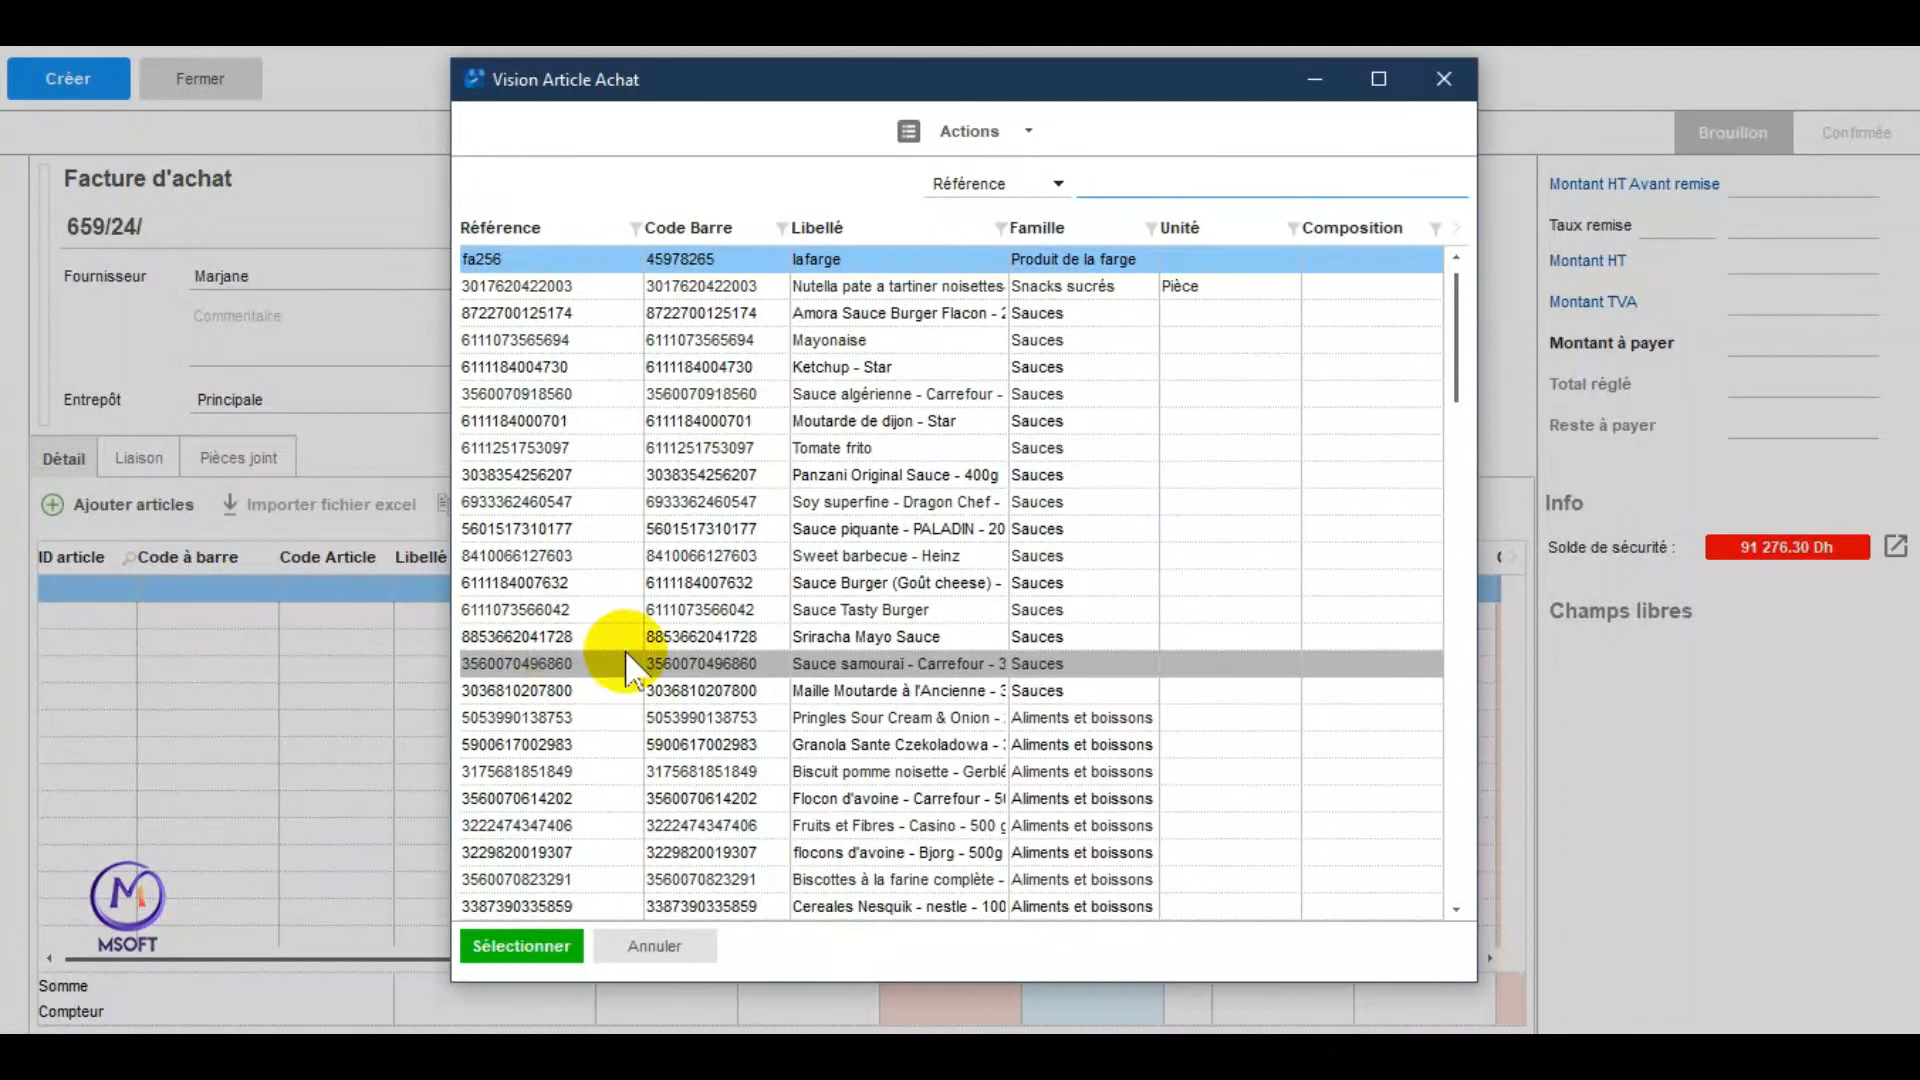 Créer
Fermer
Facture d'achat
659/24/
Fournisseur Marjane
Commentaire
Entrepôt Principale
Détail Liaison Pièces joint
Ajouter articles Importer fichier excel
ID article Code à barre Code Article Libellé
MSOFT
Somme
Compteur
Vision Article Achat
Actions
Référence
Référence Code Barre Libellé Famille Unité Composition
fa256 45978265 lafarge Produit de la farge
3017620422003 3017620422003 Nutella pate a tartiner noisettes- Snacks sucrés Pièce
8722700125174 8722700125174 Amora Sauce Burger Flacon - Sauces
6111073565694 6111073565694 Mayonaise Sauces
6111184004730 6111184004730 Ketchup - Star Sauces
3560070918560 3560070918560 Sauce algérienne - Carrefour - Sauces
6111184000701 6111184000701 Moutarde de dijon - Star Sauces
6111251753097 6111251753097 Tomate frito Sauces
3038354256207 3038354256207 Panzani Original Sauce - 400g Sauces
6933362460547 6933362460547 Soy superfine - Dragon Chef - Sauces
5601517310177 5601517310177 Sauce piquante - PALADIN - 20 Sauces
8410066127603 8410066127603 Sweet barbecue - Heinz Sauces
6111184007632 6111184007632 Sauce Burger (Goût cheese) - Sauces
6111073566042 6111073566042 Sauce Tasty Burger Sauces
8853662041728 8853662041728 Sriracha Mayo Sauce Sauces
3560070496860 3560070496860 Sauce samouraï - Carrefour - 3 Sauces
3036810207800 3036810207800 Maille Moutarde à l'Ancienne - Sauces
5053990138753 5053990138753 Pringles Sour Cream & Onion - Aliments et boissons
5900617002983 5900617002983 Granola Sante Czekoladowa - Aliments et boissons
3175681851849 3175681851849 Biscuit pomme noisette - Gerblé Aliments et boissons
3560070614202 3560070614202 Flocon d'avoine - Carrefour - 5 Aliments et boissons
3222474347406 3222474347406 Fruits et Fibres - Casino - 500 g Aliments et boissons
3229820019307 3229820019307 flocons d'avoine - Bjorg - 500g Aliments et boissons
3560070823291 3560070823291 Biscottes à la farine complète - Aliments et boissons
3387390335859 3387390335859 Cereales Nesquik - nestle - 100 Aliments et boissons
Sélectionner Annuler
Brouillon Confirmée
Montant HT Avant remise
Taux remise
Montant HT
Montant TVA
Montant à payer
Total réglé
Reste à payer
Info
Solde de sécurité : 91 276.30 Dh
Champs libres